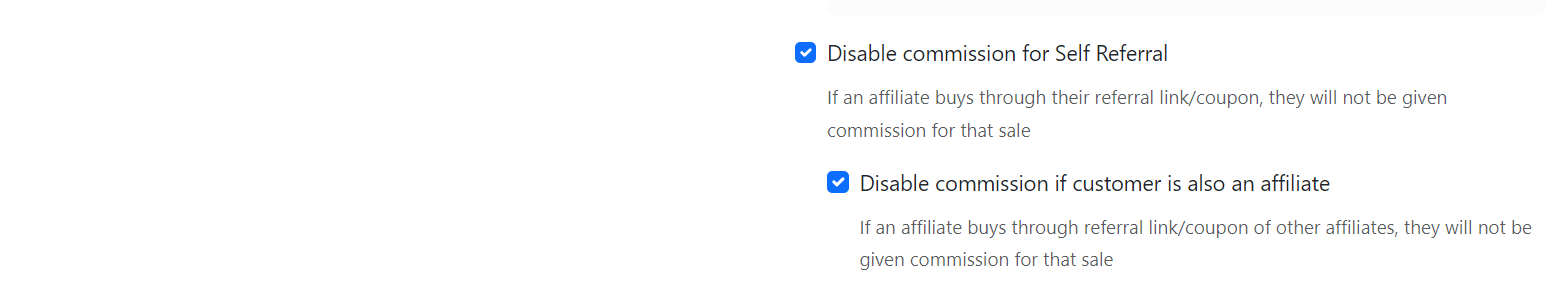 Disable commission for Self Referral
If an affiliate buys through their referral link/coupon, they will not be given
commission for that sale
Disable commission if customer is also an affiliate
If an affiliate buys through referral link/coupon of other affiliates, they will not be
given commission for that sale